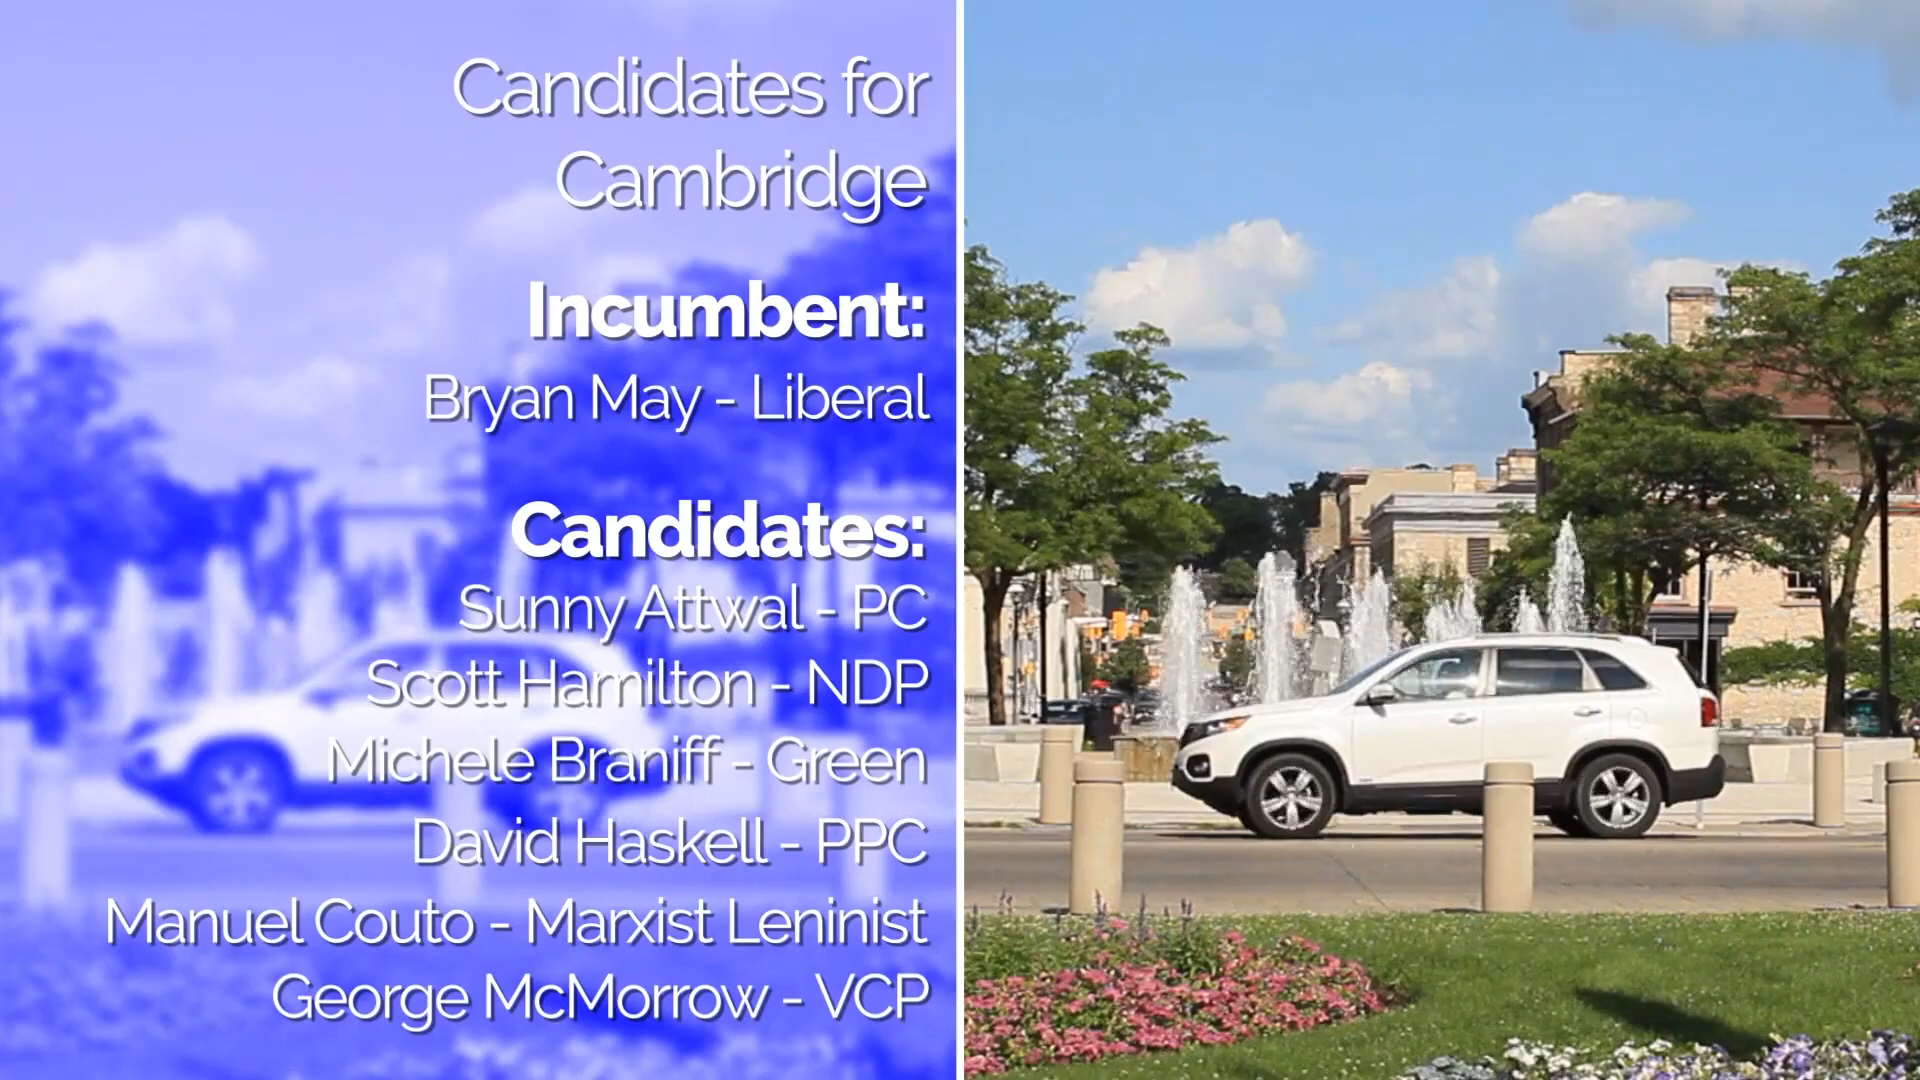 Candidates for
Cambridge
Incumbent:
Bryan May - Liberal
Candidates:
Sunny Attwal - PC
Scott Hamilton - NDP
Michele Braniff - Green
David Haskell - PPC
Manuel Couto - Marxist Leninist
George McMorrow - VCP